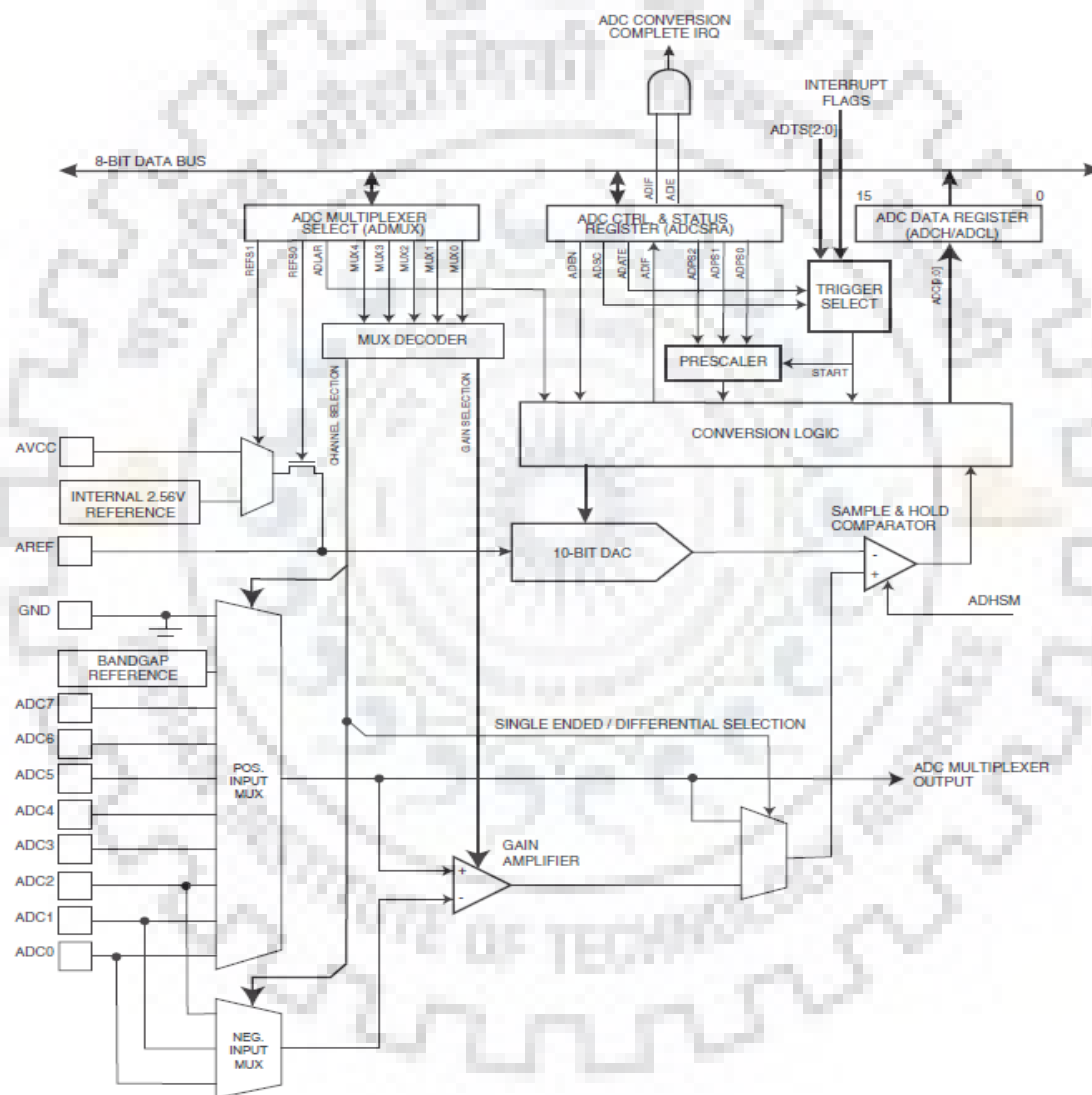 ADC CONVERSION
COMPLETE IRQ
INTERRUPT
FLAGS
ADTS[2:0]
8-BIT DATA BUS
ADIF
ADIE
15
0
ADC MULTIPLEXER
SELECT (ADMUX)
ADC CTRL. & STATUS
REGISTER (ADCSRA)
ADC DATA REGISTER
(ADCH/ADCL)
REFS1
REFS0
ADLAR
MUX4
MUX3
MUX2
MUX1
MUX0
ADEN
ADSC
ADATE
ADIF
ADPS2
ADPS1
ADPS0
ADC[9:0]
TRIGGER
SELECT
MUX DECODER
PRESCALER
START
CHANNEL SELECTION
GAIN SELECTION
CONVERSION LOGIC
AVCC
INTERNAL 2.56V
REFERENCE
SAMPLE & HOLD
COMPARATOR
AREF
10-BIT DAC
-
+
GND
ADHSM
BANDGAP
REFERENCE
ADC7
SINGLE ENDED / DIFFERENTIAL SELECTION
ADC6
ADC5
POS.
INPUT
MUX
ADC MULTIPLEXER
OUTPUT
ADC4
ADC3
GAIN
AMPLIFIER
+
-
ADC2
ADC1
ADC0
OF TECHNO
NEG.
INPUT
MUX